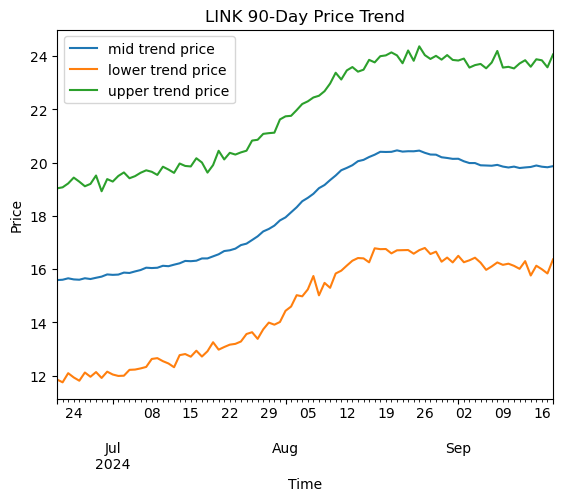 LINK 90-Day Price Trend
mid trend price
lower trend price
upper trend price
Price
24
22
20
18
16
14
12
24 08 15 22 29 05 12 19 26 02 09 16
Jul Aug Sep
2024
Time